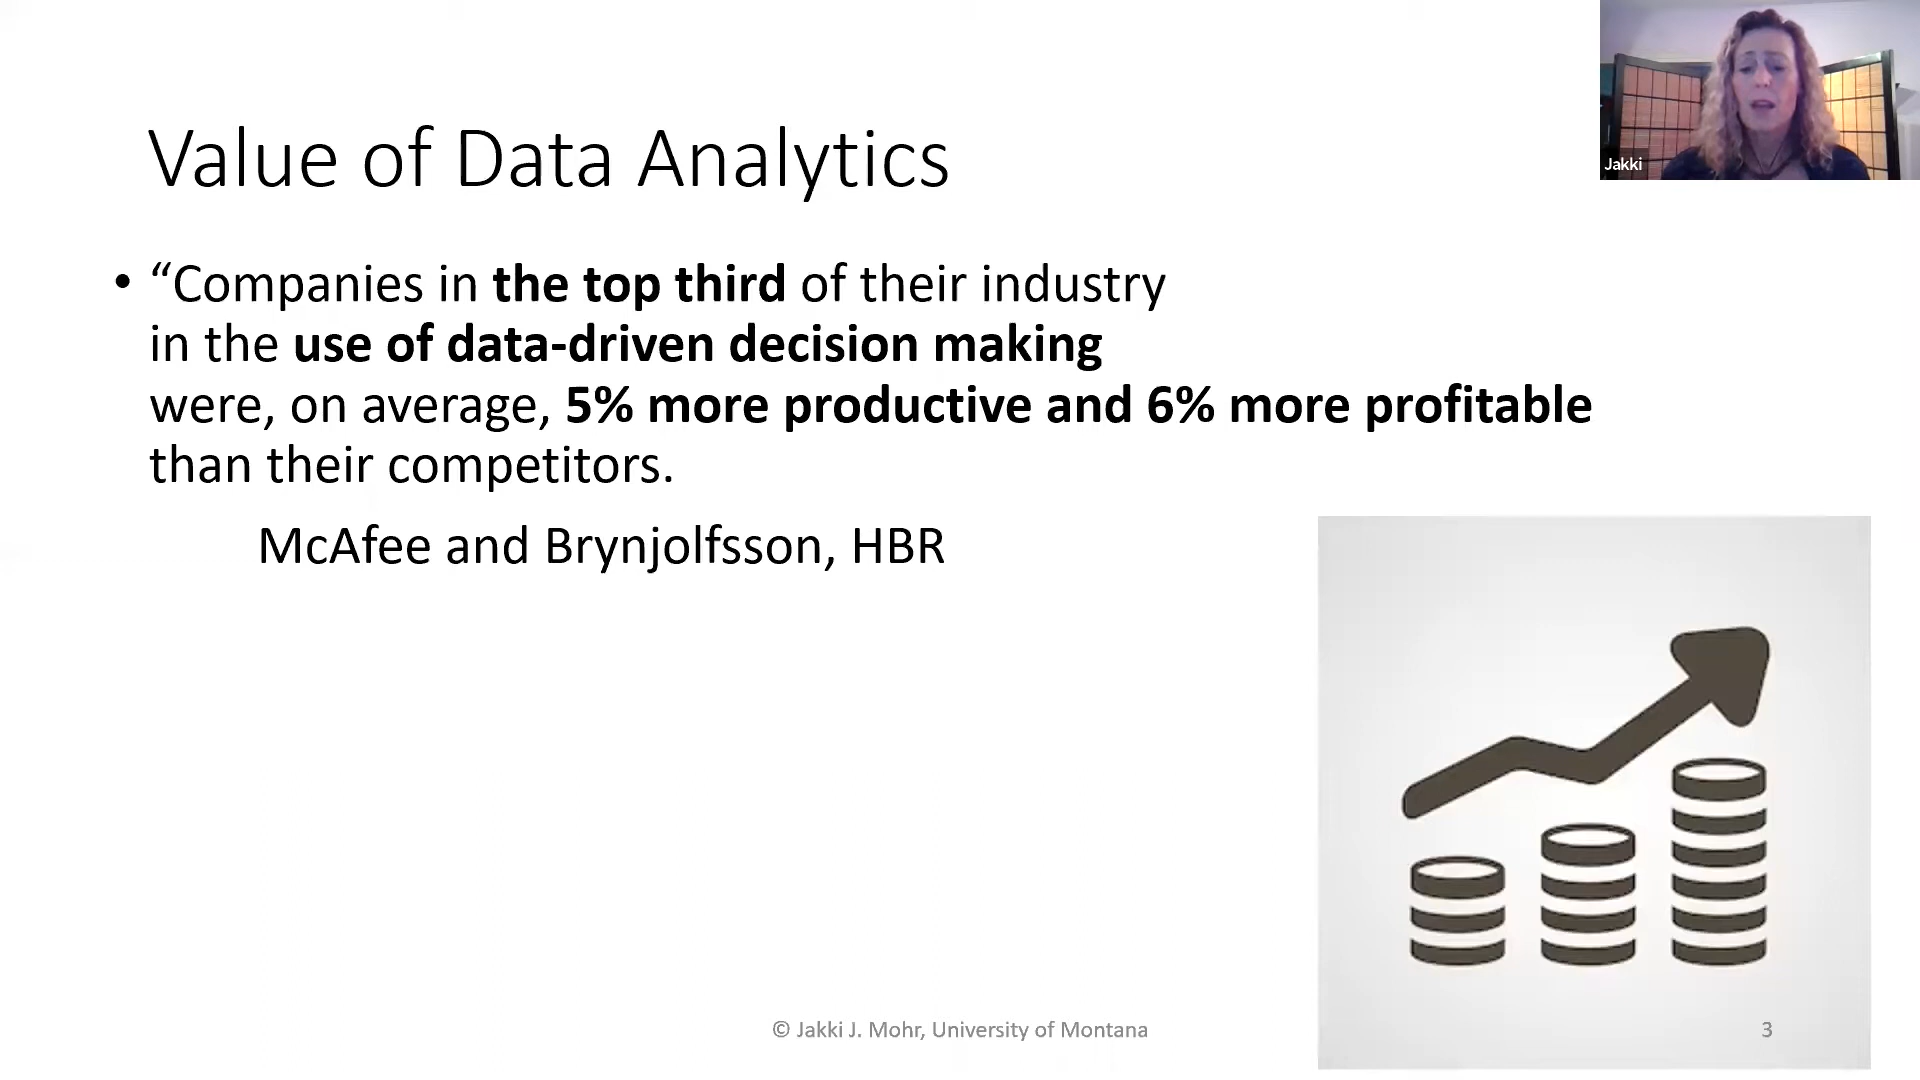 Jakki
Value of Data Analytics
• “Companies in the top third of their industry
in the use of data-driven decision making
were, on average, 5% more productive and 6% more profitable
than their competitors.
McAfee and Brynjolfsson, HBR
© Jakki J. Mohr, University of Montana
3